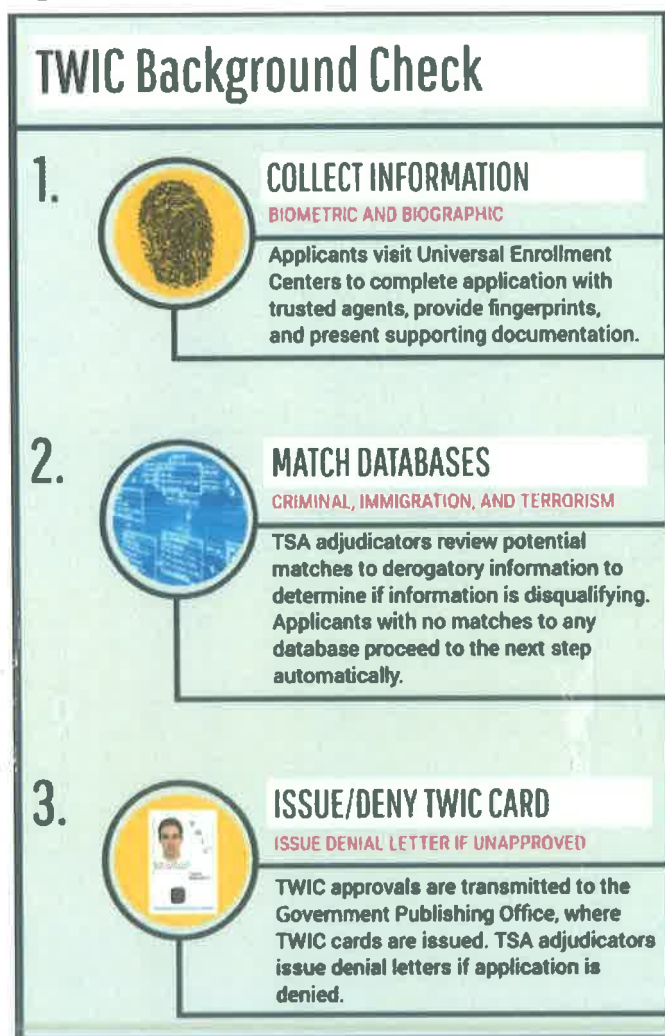 TWIC Background Check
1.
COLLECT INFORMATION
BIOMETRIC AND BIOGRAPHIC
Applicants visit Universal Enrollment
Centers to complete application with
trusted agents, provide fingerprints,
and present supporting documentation.
2.
MATCH DATABASES
CRIMINAL, IMMIGRATION, AND TERRORISM
TSA adjudicators review potential
matches to derogatory information to
determine if information is disqualifying.
Applicants with no matches to any
database proceed to the next step
automatically.
3.
ISSUE/DENY TWIC CARD
ISSUE DENIAL LETTER IF UNAPPROVED
TWIC approvals are transmitted to the
Government Publishing Office, where
TWIC cards are issued. TSA adjudicators
issue denial letters if application is
denied.